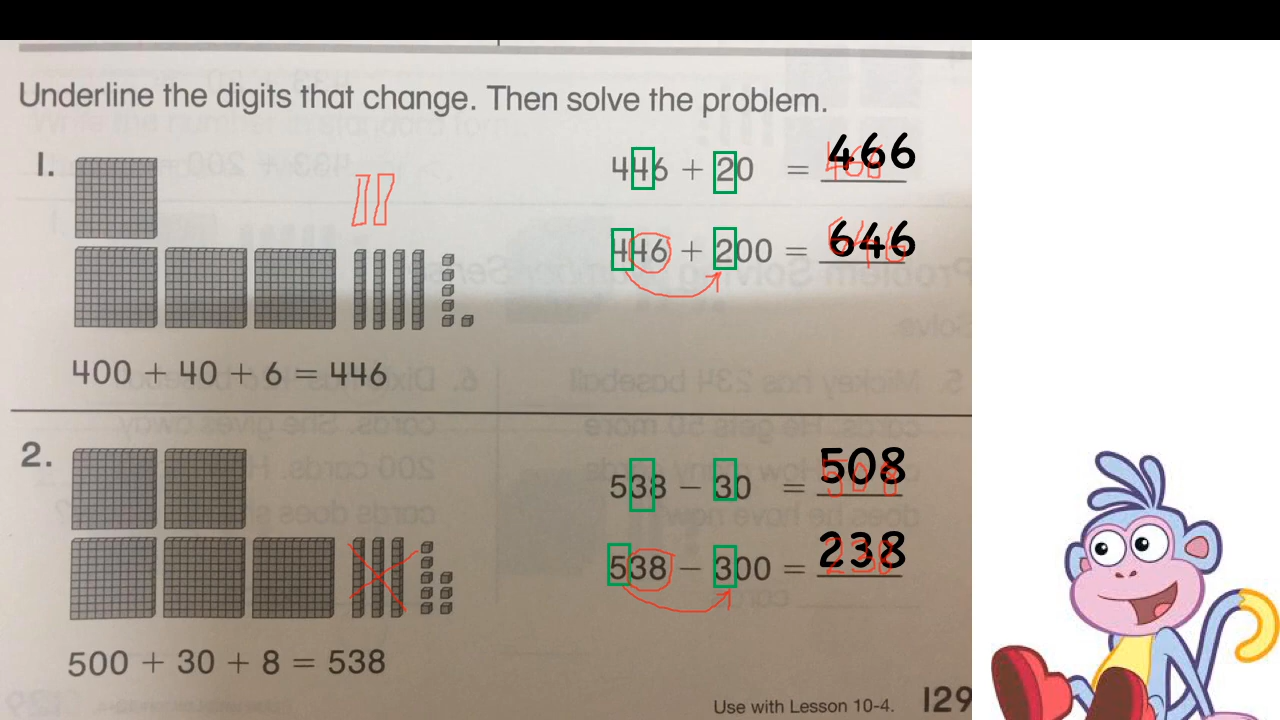 Underline the digits that change. Then solve the problem.
1.
446 + 20 = 466
446 + 200 = 646
400 + 40 + 6 = 446
2.
538 − 30 = 508
538 − 300 = 238
500 + 30 + 8 = 538
Use with Lesson 10-4. 129